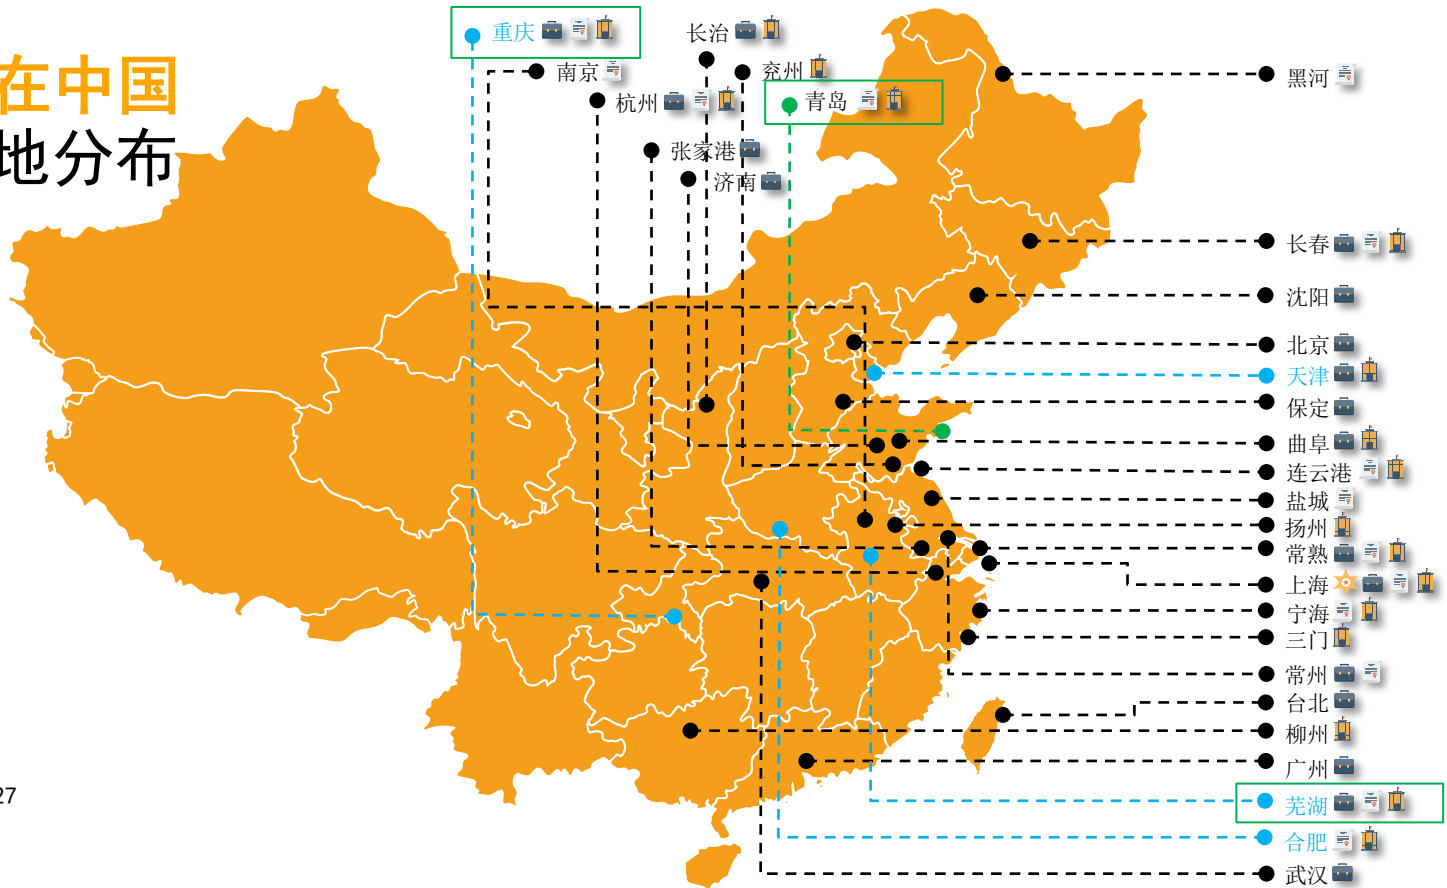 在中国
地分布
重庆
长治
南京
兖州
杭州
青岛
张家港
济南
黑河
长春
沈阳
北京
天津
保定
曲阜
连云港
盐城
扬州
常熟
上海
宁海
三门
常州
台北
柳州
广州
芜湖
合肥
武汉
27